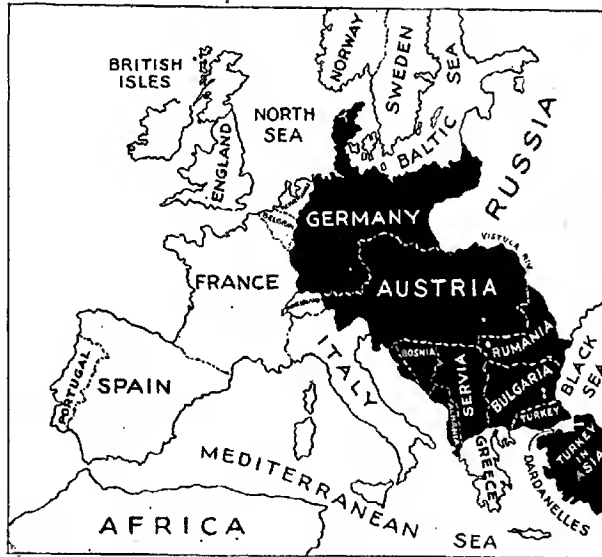 BRITISH
ISLES
NORWAY
SWEDEN
SEA
NORTH
SEA
BALTIC
RUSSIA
ENGLAND
BELGIUM
GERMANY
VISTULA RIV.
FRANCE
AUSTRIA
ITALY
BOSNIA
SERVIA
RUMANIA
BULGARIA
BLACK
SEA
PORTUGAL
SPAIN
TURKEY
GREECE
TURKEY
IN
ASIA
DARDANELLES
MEDITERRANEAN
SEA
AFRICA